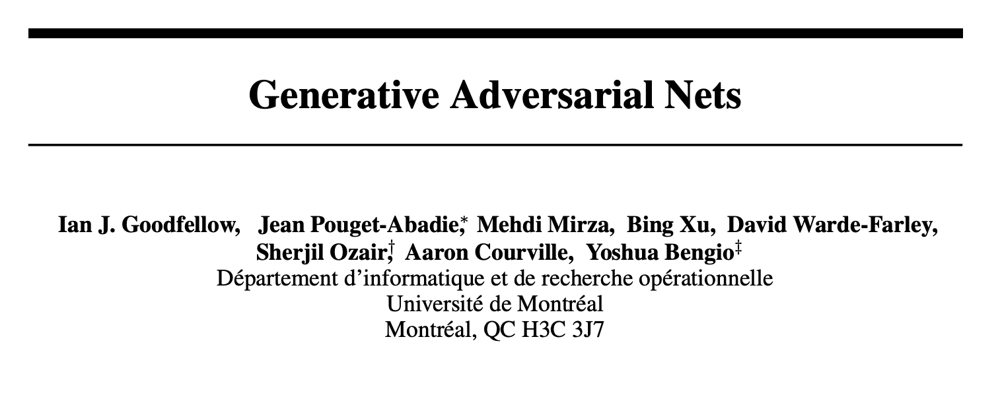 Generative Adversarial Nets
Ian J. Goodfellow, Jean Pouget-Abadie,* Mehdi Mirza, Bing Xu, David Warde-Farley,
Sherjil Ozair,† Aaron Courville, Yoshua Bengio‡
Département d'informatique et de recherche opérationnelle
Université de Montréal
Montréal, QC H3C 3J7